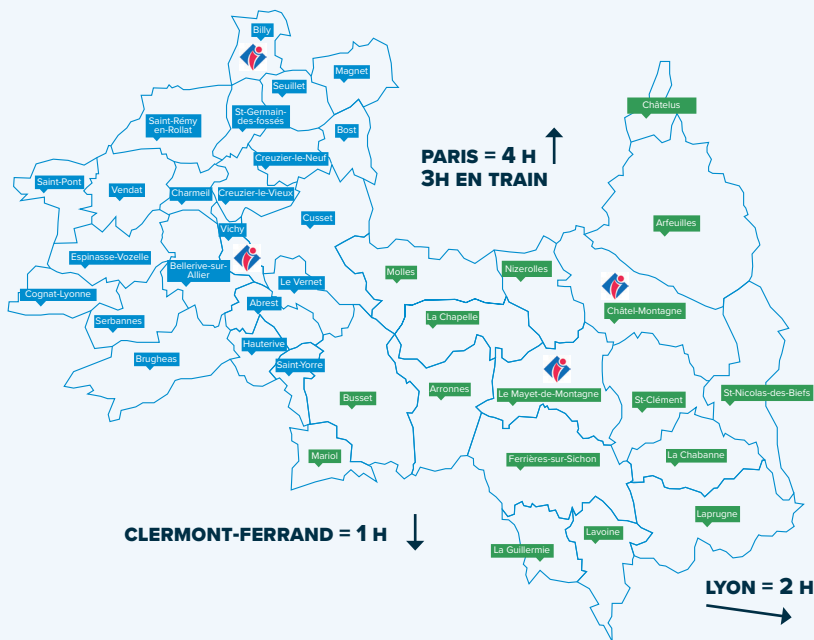 Billy
Magnet
Seuillet
Châtelus
St-Germain-
des-fossés
Saint-Rémy
en-Rollat
Bost
PARIS = 4 H
3H EN TRAIN
Creuzier-le-Neuf
Saint-Pont
Vendat
Charmeil
Creuzier-le-Vieux
Cusset
Arfeuilles
Vichy
Espinasse-Vozelle
Bellerive-sur-
Allier
Molles
Nizerolles
Le Vernet
Cognat-Lyonne
Abrest
Châtel-Montagne
Serbannes
La Chapelle
Hauterive
Brugheas
Saint-Yorre
Busset
Arronnes
Le Mayet-de-Montagne
St-Clément
St-Nicolas-des-Biefs
Mariol
Ferrières-sur-Sichon
La Chabanne
Laprugne
CLERMONT-FERRAND = 1 H
Lavoine
La Guillermie
LYON = 2 H